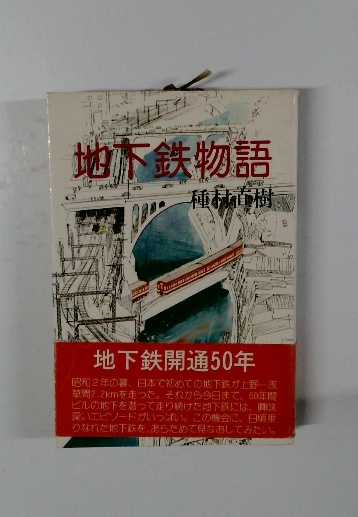 地下鉄物語
種村直樹
地下鉄開通50年
昭和2年の暮、日本で初めての地下鉄が上野―浅
草間2.2kmを走った。それから今日まで、50年間
ビルの地下を潜って走り続けた地下鉄には、興味
深いエピソードがいっぱい。この機会に、日頃乗
りなれた地下鉄を、あらためて見なおしてみたい。